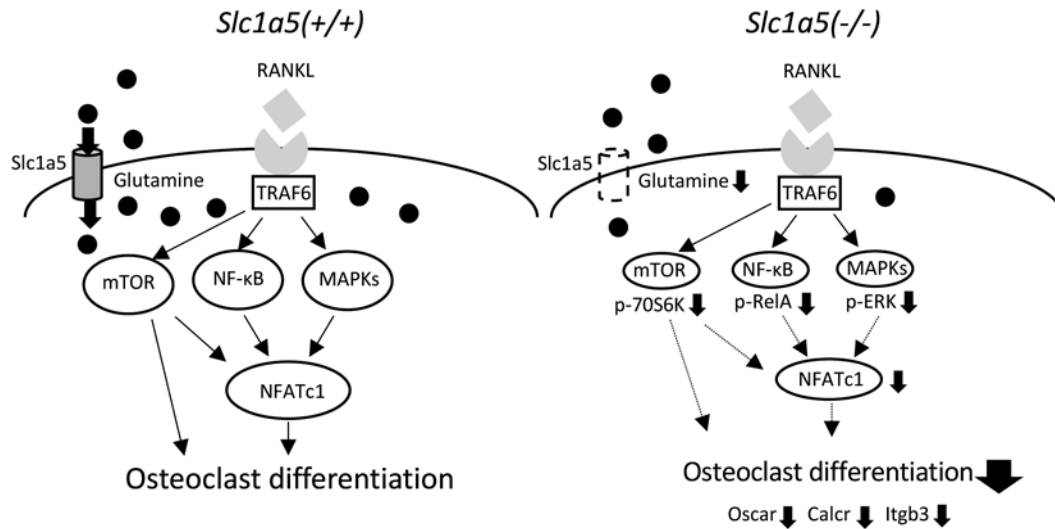 Slc1a5(+/+)
RANKL
Slc1a5
Glutamine
TRAF6
mTOR
NF-κB
MAPKs
NFATc1
Osteoclast differentiation
Slc1a5(-/-)
RANKL
Slc1a5
Glutamine
TRAF6
mTOR
NF-κB
MAPKs
p-70S6K
p-RelA
p-ERK
NFATc1
Osteoclast differentiation
Oscar Calcr Itgb3